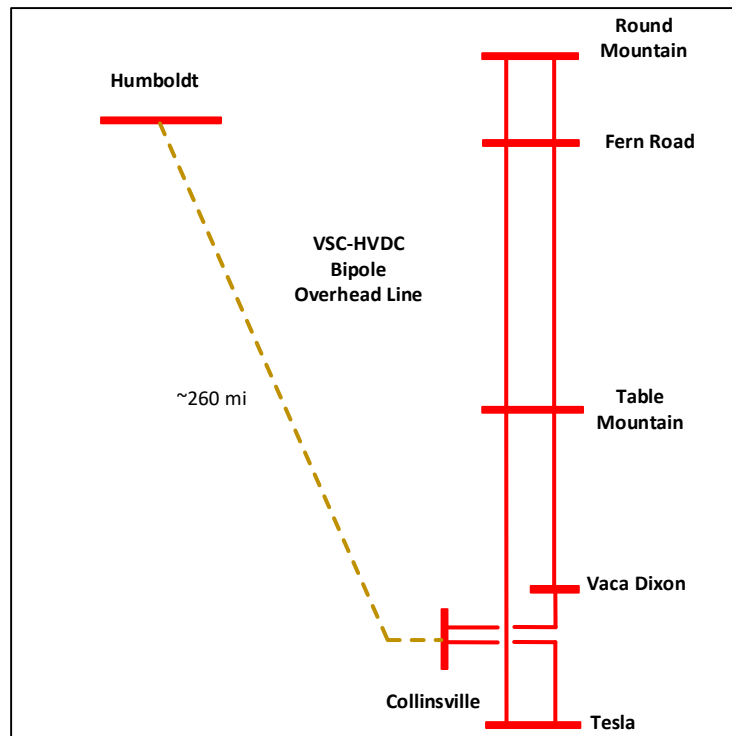 Round
Mountain
Humboldt
Fern Road
VSC-HVDC
Bipole
Overhead Line
~260 mi
Table
Mountain
Vaca Dixon
Collinsville
Tesla